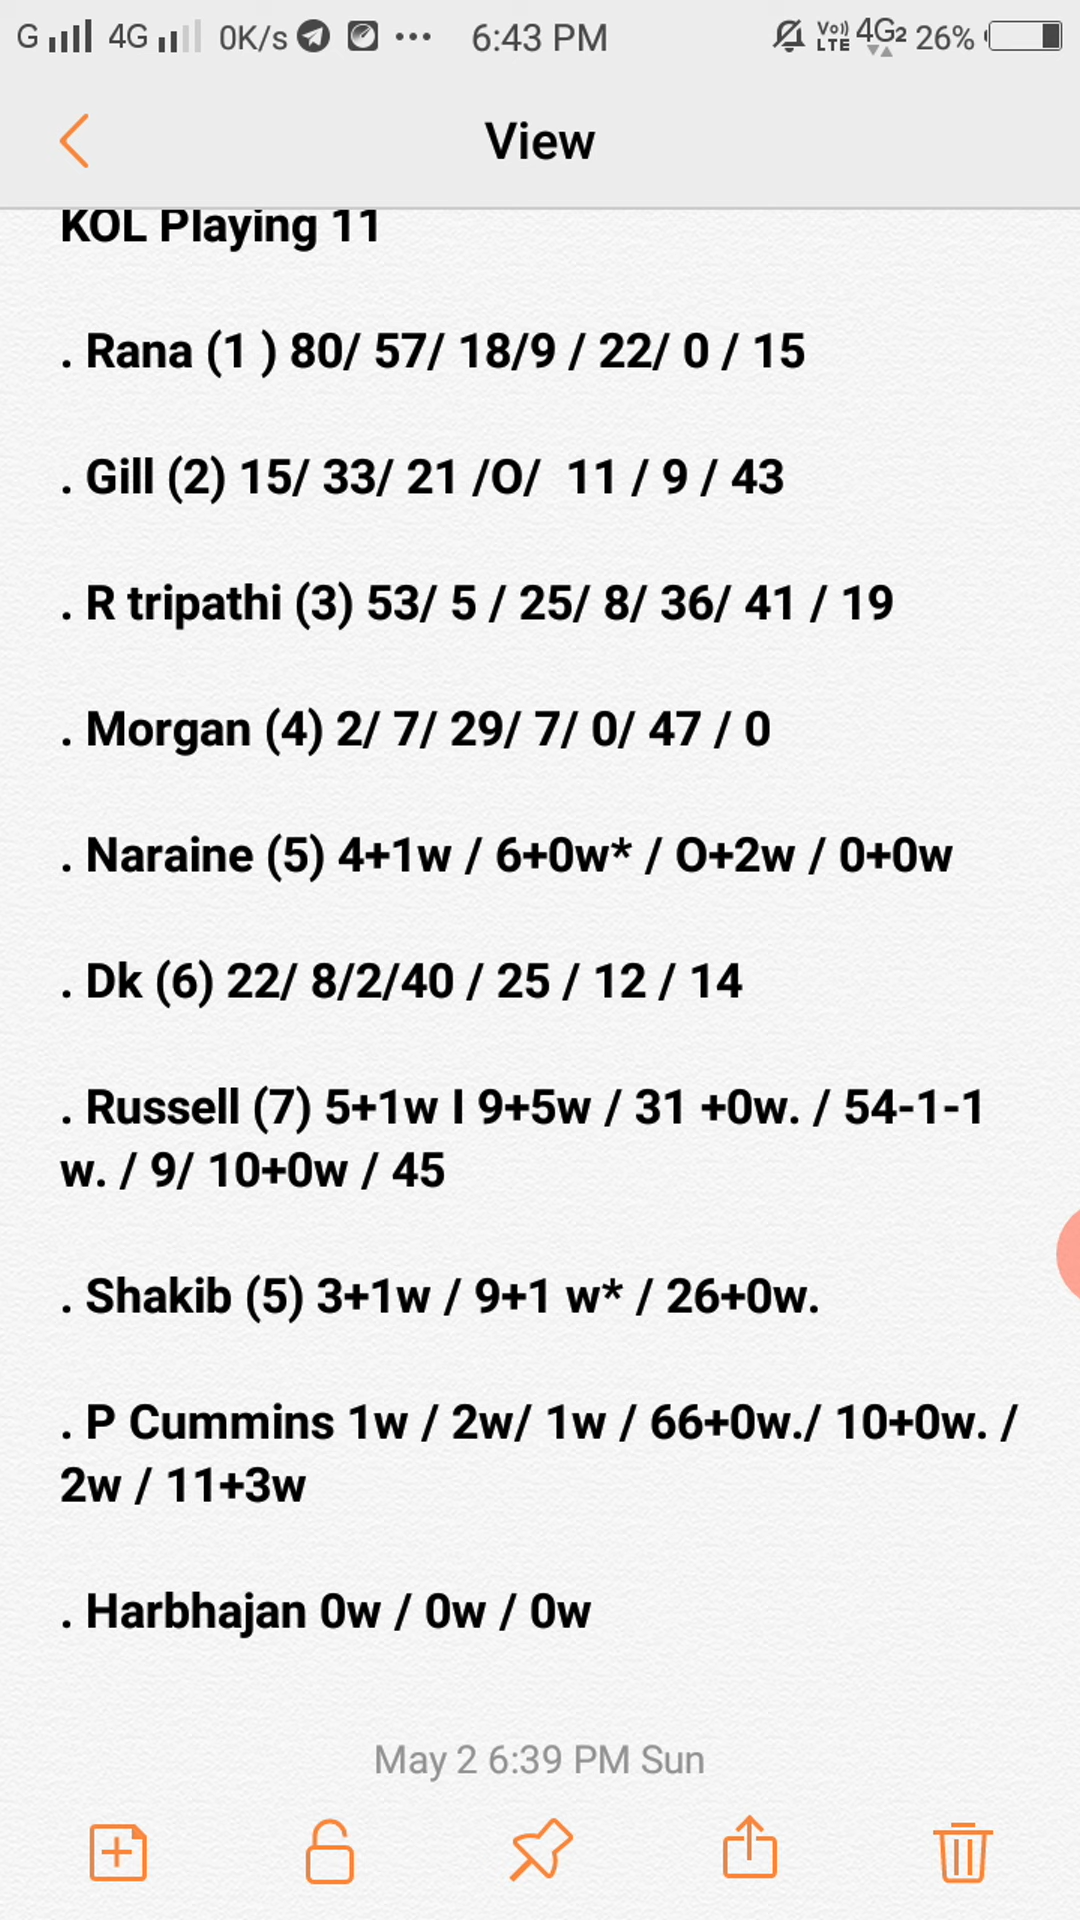 G 4G 0K/s ... 6:43 PM Vo)) LTE 4G2 26%
View
KOL Playing 11
. Rana (1 ) 80/ 57/ 18/9 / 22/ 0 / 15
. Gill (2) 15/ 33/ 21 /O/  11 / 9 / 43
. R tripathi (3) 53/ 5 / 25/ 8/ 36/ 41 / 19
. Morgan (4) 2/ 7/ 29/ 7/ 0/ 47 / 0
. Naraine (5) 4+1w / 6+0w* / O+2w / 0+0w
. Dk (6) 22/ 8/2/40 / 25 / 12 / 14
. Russell (7) 5+1w I 9+5w / 31 +0w. / 54-1-1
w. / 9/ 10+0w / 45
. Shakib (5) 3+1w / 9+1 w* / 26+0w.
. P Cummins 1w / 2w/ 1w / 66+0w./ 10+0w. /
2w / 11+3w
. Harbhajan 0w / 0w / 0w
May 2 6:39 PM Sun